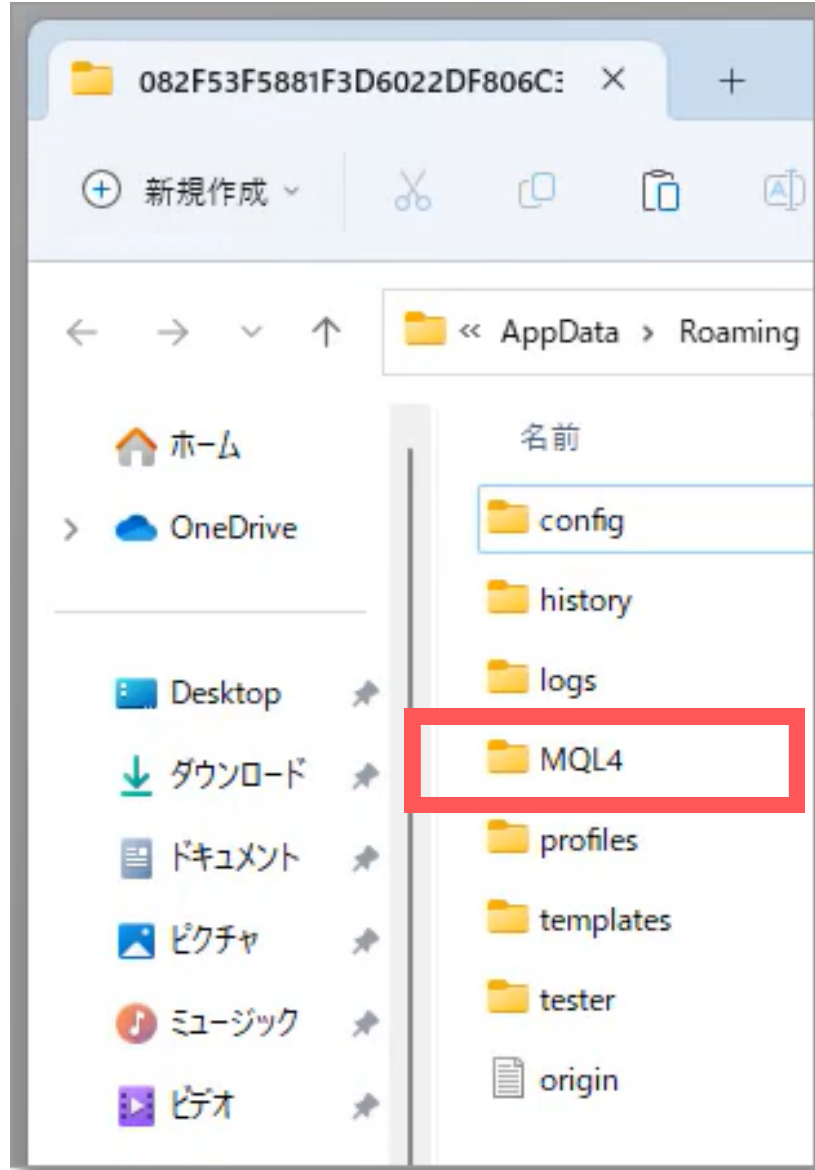 082F53F5881F3D6022DF806C
新規作成
« AppData > Roaming
ホーム
OneDrive
Desktop
ダウンロード
ドキュメント
ピクチャ
ミュージック
ビデオ
名前
config
history
logs
MQL4
profiles
templates
tester
origin